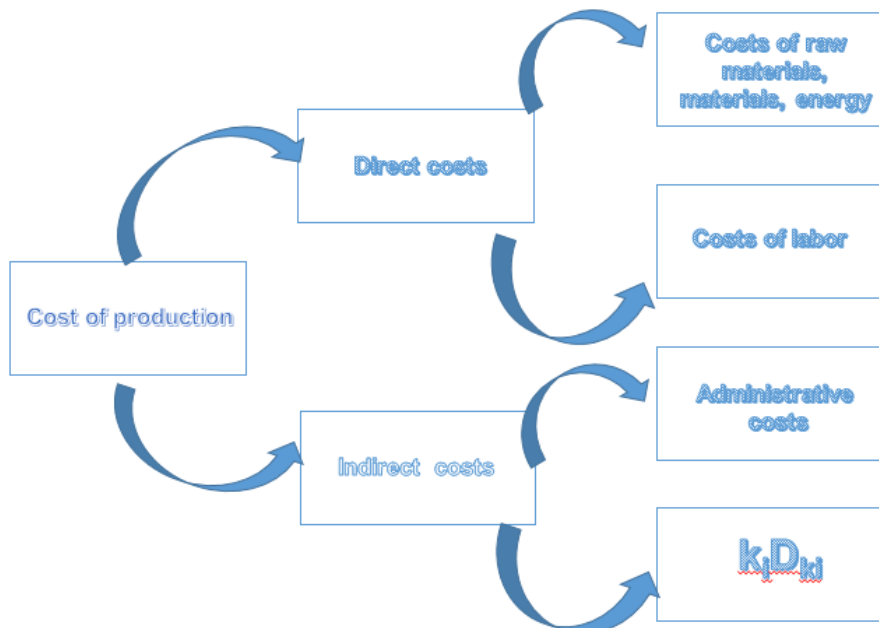 Costs of raw
materials,
materials, energy
Direct costs
Costs of labor
Cost of production
Administrative
costs
Indirect costs
kᵢDₖᵢ